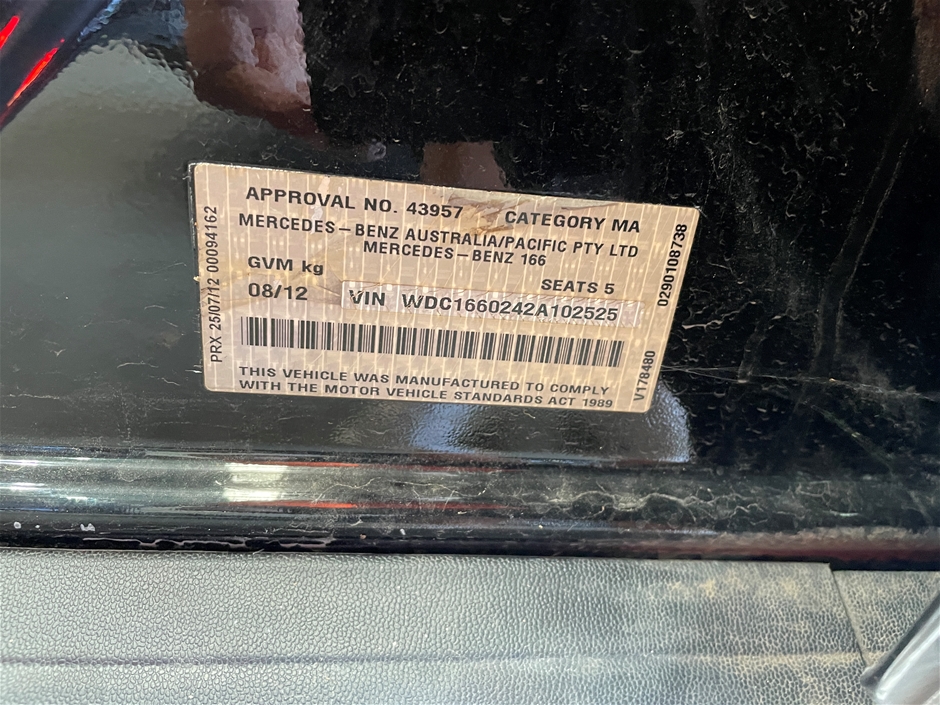 APPROVAL NO. 43957 CATEGORY MA
MERCEDES-BENZ AUSTRALIA/PACIFIC PTY LTD
MERCEDES-BENZ 166
GVM kg
SEATS 5
08/12 VIN WDC1660242A102525
THIS VEHICLE WAS MANUFACTURED TO COMPLY
WITH THE MOTOR VEHICLE STANDARDS ACT 1989
PRX 25/07/12 00094162
0290108738
V178480